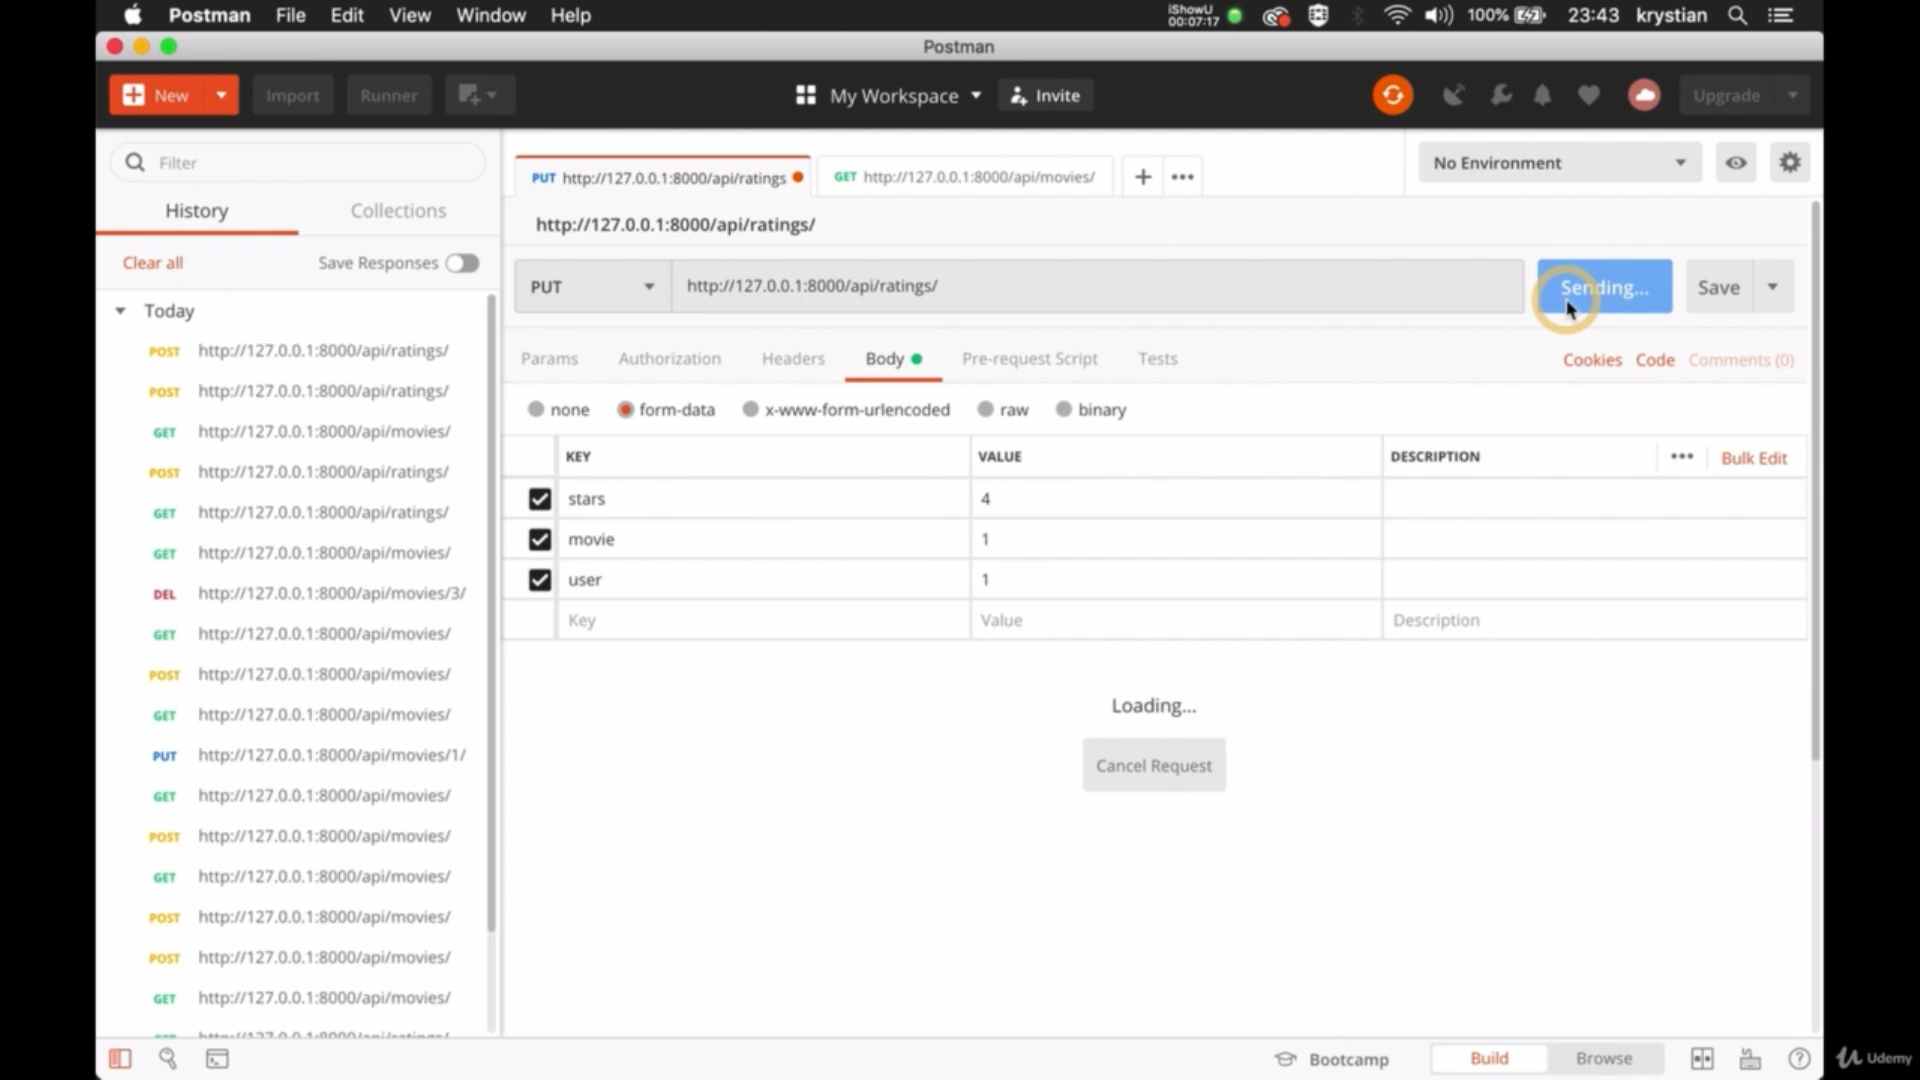 Postman File Edit View Window Help iShowU 00:07:17 100% 23:43 krystian
Postman
New Import Runner My Workspace Invite Upgrade
Filter
History Collections
Clear all Save Responses
Today
POST http://127.0.0.1:8000/api/ratings/
POST http://127.0.0.1:8000/api/ratings/
GET http://127.0.0.1:8000/api/movies/
POST http://127.0.0.1:8000/api/ratings/
GET http://127.0.0.1:8000/api/ratings/
GET http://127.0.0.1:8000/api/movies/
DEL http://127.0.0.1:8000/api/movies/3/
GET http://127.0.0.1:8000/api/movies/
POST http://127.0.0.1:8000/api/movies/
GET http://127.0.0.1:8000/api/movies/
PUT http://127.0.0.1:8000/api/movies/1/
GET http://127.0.0.1:8000/api/movies/
POST http://127.0.0.1:8000/api/movies/
GET http://127.0.0.1:8000/api/movies/
POST http://127.0.0.1:8000/api/movies/
POST http://127.0.0.1:8000/api/movies/
GET http://127.0.0.1:8000/api/movies/
PUT http://127.0.0.1:8000/api/ratings GET http://127.0.0.1:8000/api/movies/ No Environment
http://127.0.0.1:8000/api/ratings/
PUT http://127.0.0.1:8000/api/ratings/ Sending... Save
Params Authorization Headers Body Pre-request Script Tests Cookies Code Comments (0)
none form-data x-www-form-urlencoded raw binary
KEY VALUE DESCRIPTION Bulk Edit
stars 4
movie 1
user 1
Key Value Description
Loading...
Cancel Request
Bootcamp Build Browse
Udemy